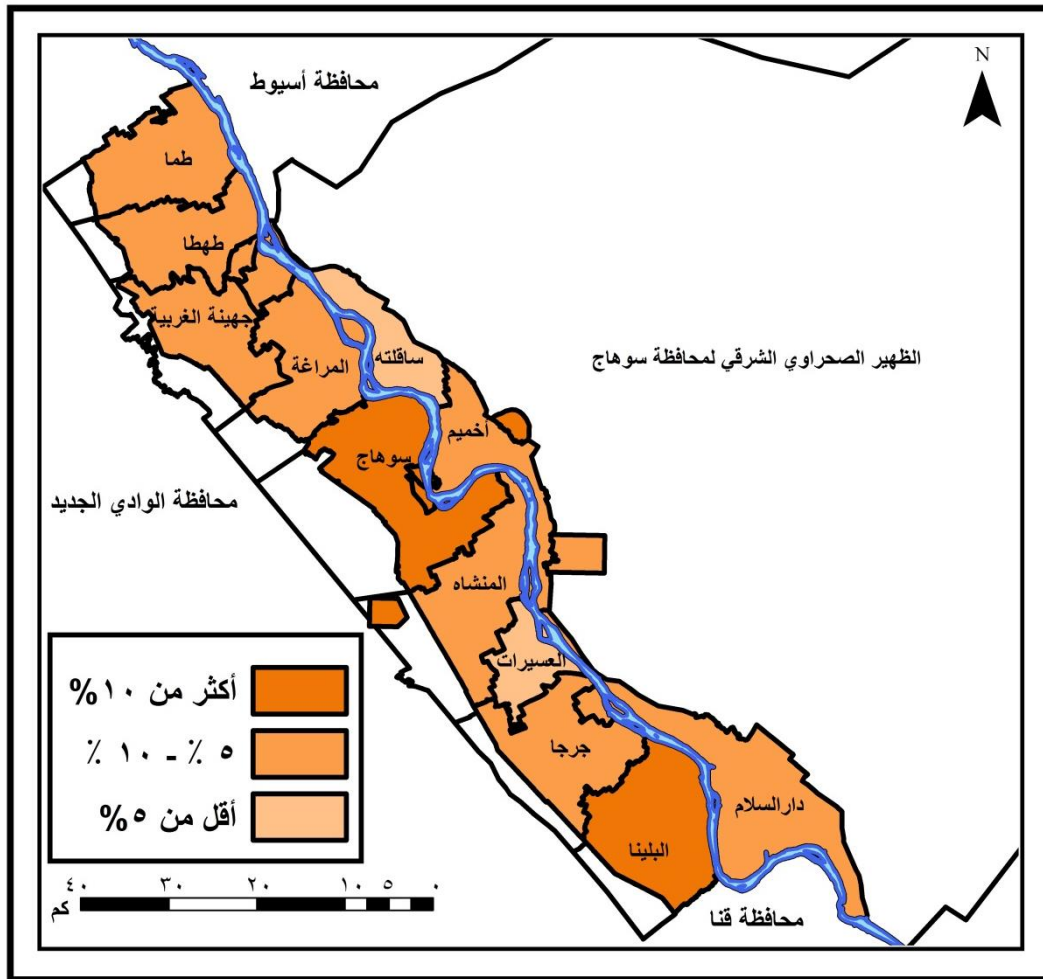 N
محافظة أسيوط
طما
طهطا
جهينة الغربية
المراغة
ساقلته
الظهير الصحراوي الشرقي لمحافظة سوهاج
أخميم
سوهاج
محافظة الوادي الجديد
المنشاه
العسيرات
جرجا
دارالسلام
البلينا
محافظة قنا
أكثر من ١٠%
٥ ٪ - ١٠ ٪
أقل من ٥%
٤٠ ٣٠ ٢٠ ١٠ ٥ ٠
كم